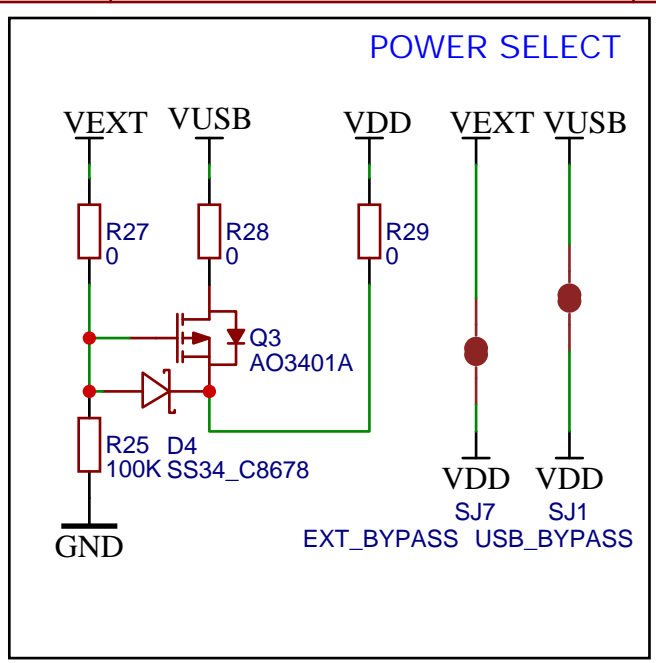 POWER SELECT
VEXT VUSB VDD VEXT VUSB
R27 R28 R29
0 0 0
Q3
AO3401A
R25 D4
100K SS34_C8678
VDD VDD
GND
SJ7 SJ1
EXT_BYPASS USB_BYPASS